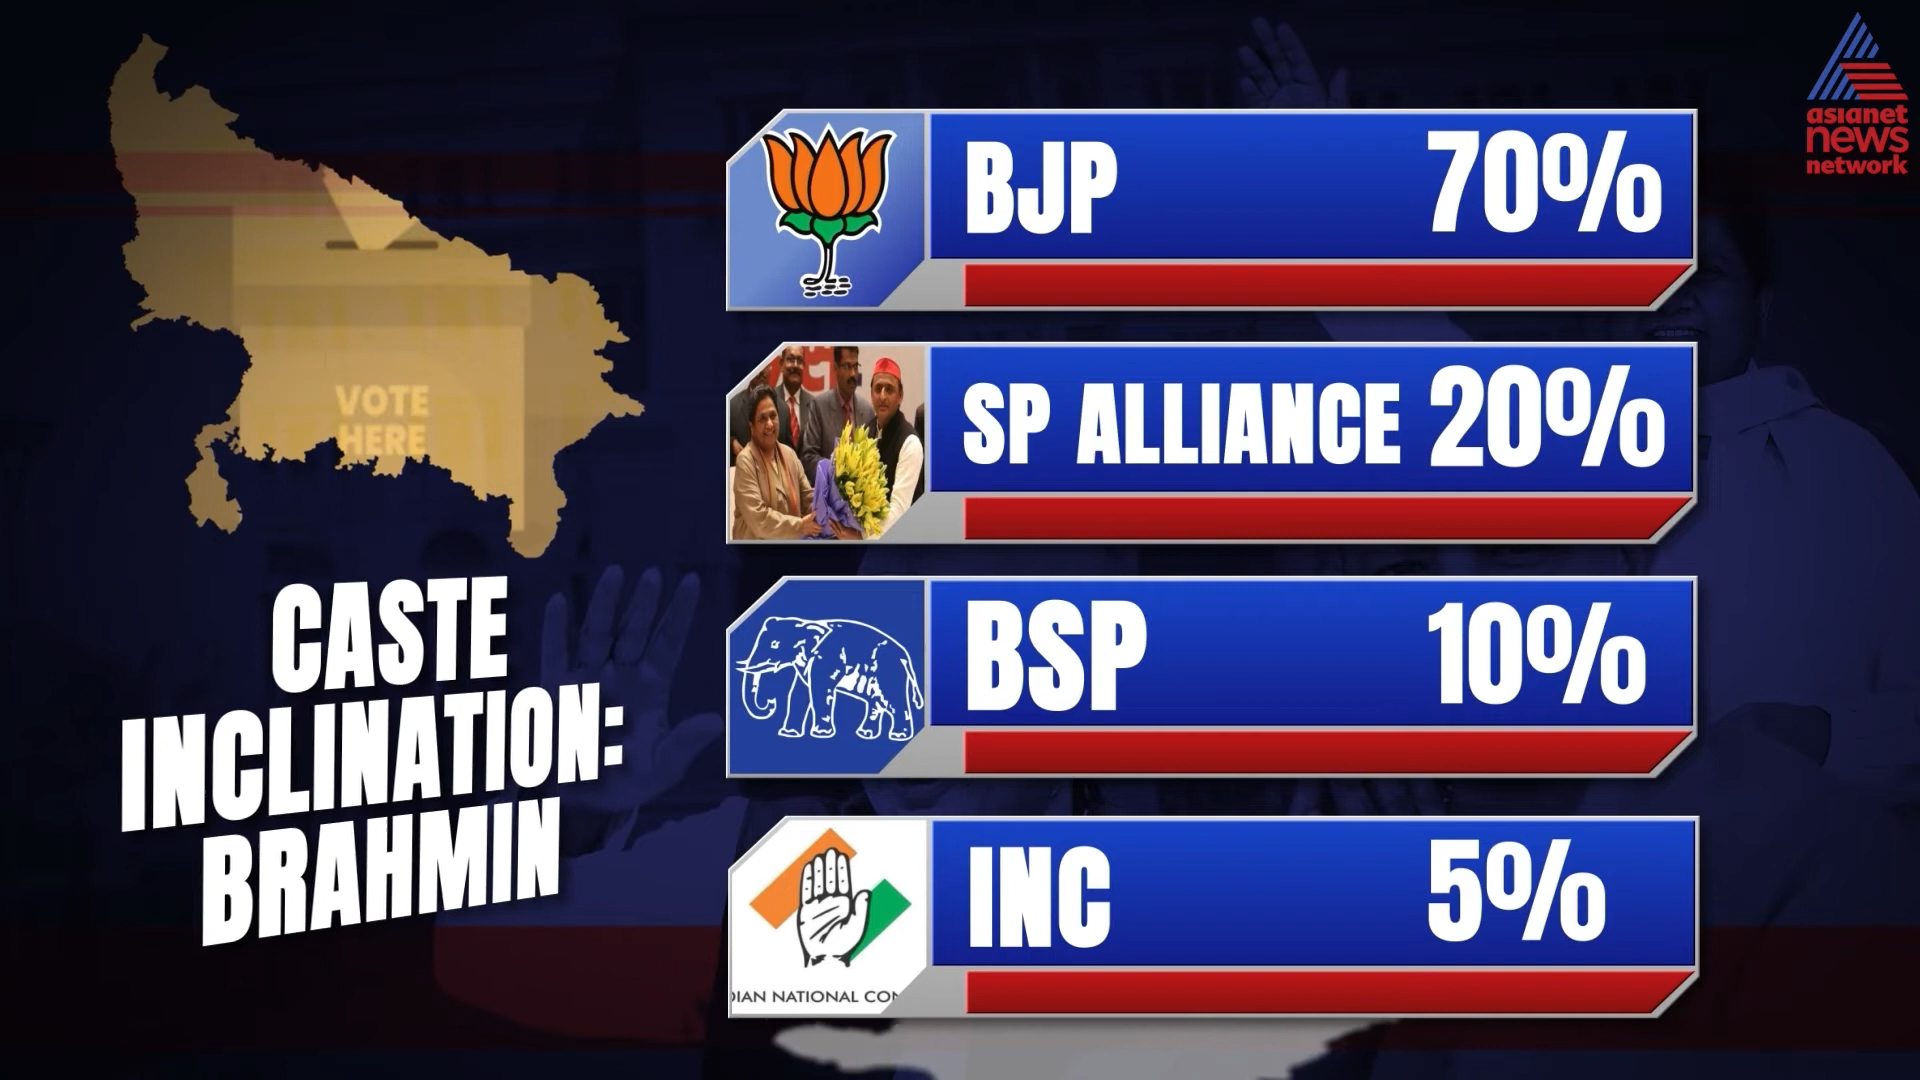 asianet
news
network
VOTE
HERE
CASTE
INCLINATION:
BRAHMIN
BJP 70%
SP ALLIANCE 20%
BSP 10%
INC 5%
DIAN NATIONAL CON